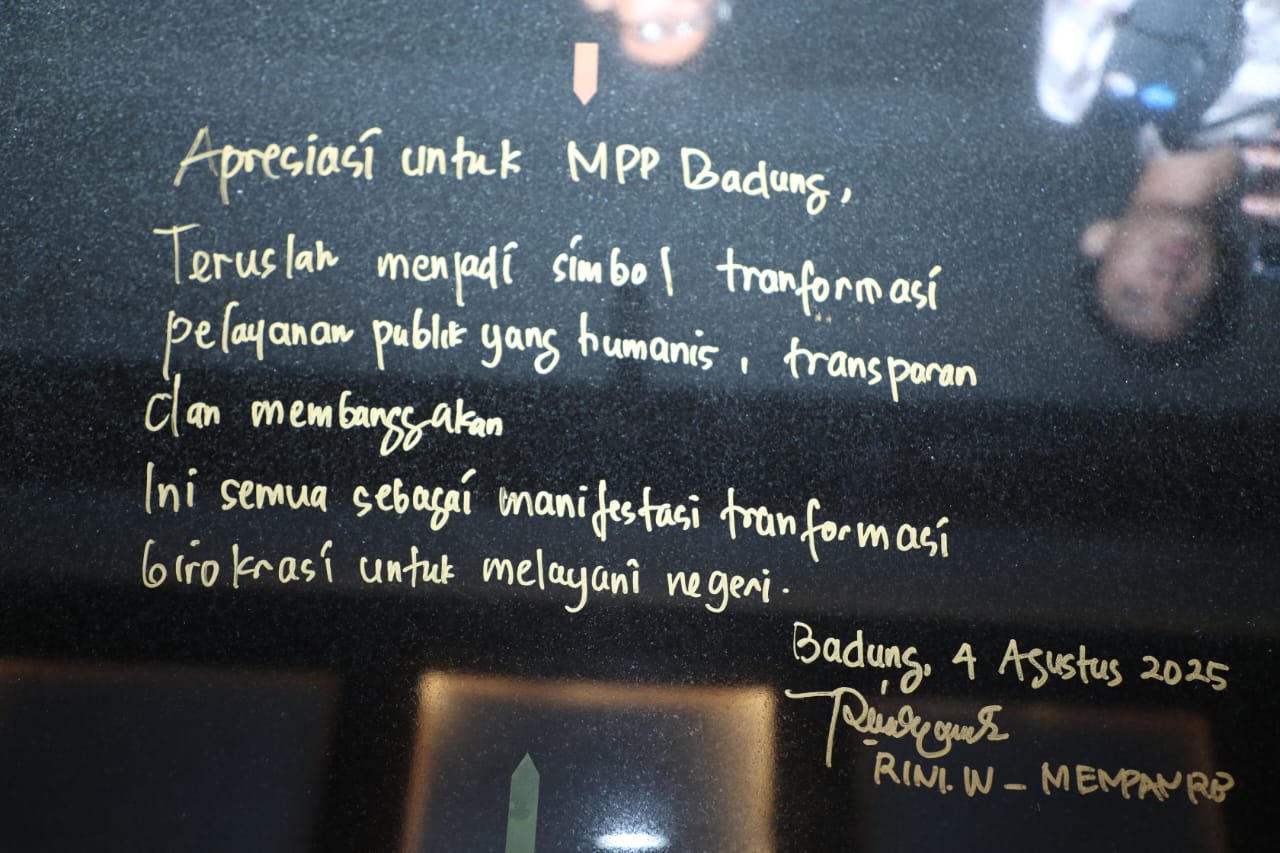 Apresiasi untuk MPP Badung,
Teruslah menjadi simbol tranformasi
pelayanan publik yang humanis, transparan
dan membanggakan
Ini semua sebagai manifestasi tranformasi
birokrasi untuk melayani negeri.
Badung, 4 Agustus 2025
RINI.W - MEMPANRB